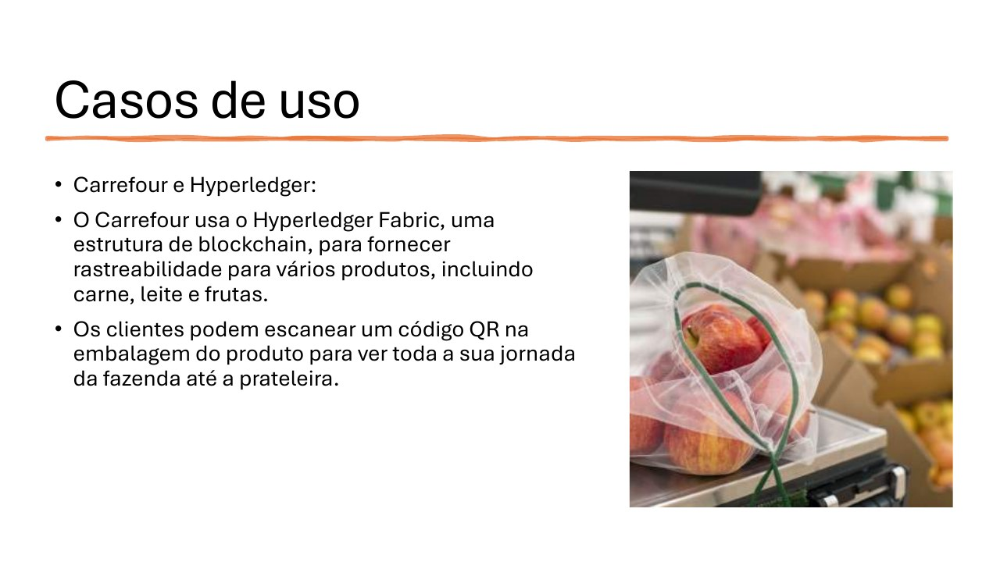 Casos de uso
• Carrefour e Hyperledger:
• O Carrefour usa o Hyperledger Fabric, uma
estrutura de blockchain, para fornecer
rastreabilidade para vários produtos, incluindo
carne, leite e frutas.
• Os clientes podem escanear um código QR na
embalagem do produto para ver toda a sua jornada
da fazenda até a prateleira.